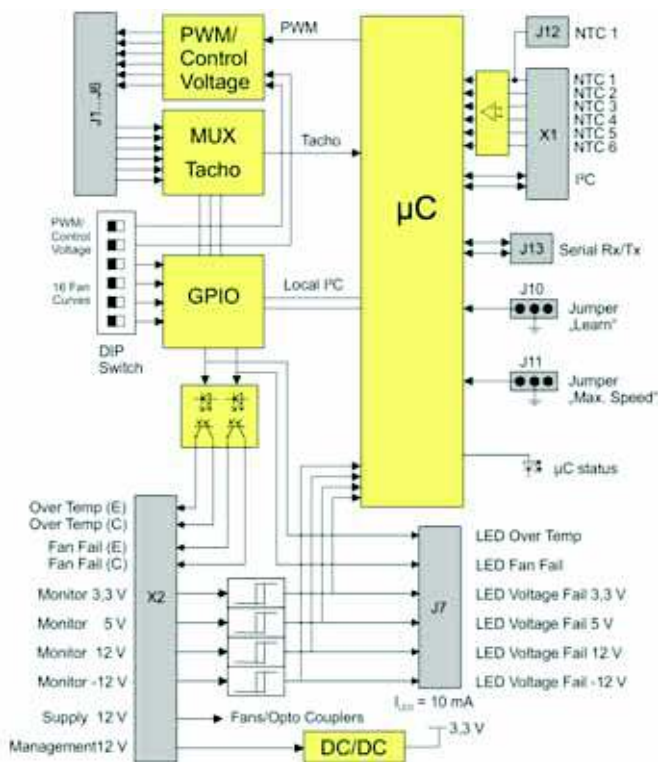 J1...J6
PWM/
Control
Voltage
PWM
MUX
Tacho
Tacho
PWM/
Control
Voltage
16 Fan
Curves
DIP
Switch
GPIO
Local I²C
µC
J12
NTC 1
NTC 1
NTC 2
NTC 3
NTC 4
NTC 5
NTC 6
X1
I²C
J13
Serial Rx/Tx
J10
Jumper
„Learn"
J11
Jumper
„Max. Speed"
µC status
Over Temp (E)
Over Temp (C)
Fan Fail (E)
Fan Fail (C)
Monitor 3,3 V
Monitor 5 V
Monitor 12 V
Monitor -12 V
Supply 12 V
Management12 V
X2
Fans/Opto Couplers
DC/DC
3,3 V
J7
LED Over Temp
LED Fan Fail
LED Voltage Fail 3,3 V
LED Voltage Fail 5 V
LED Voltage Fail 12 V
LED Voltage Fail -12 V
I LED = 10 mA